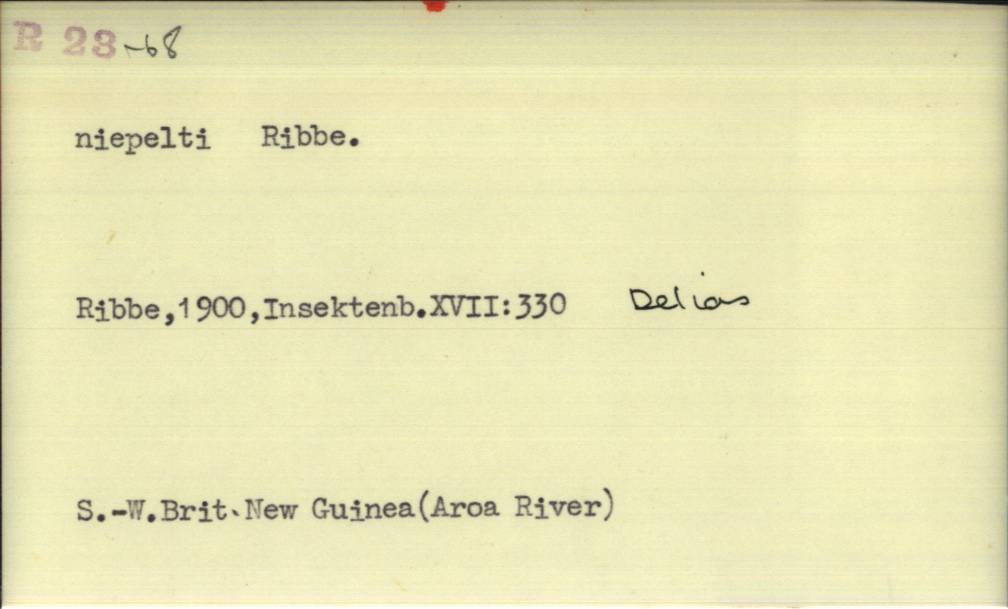 R 23-68
niepelti Ribbe.
Ribbe,1900,Insektenb.XVII:330 Delias
S.-W.Brit.New Guinea(Aroa River)